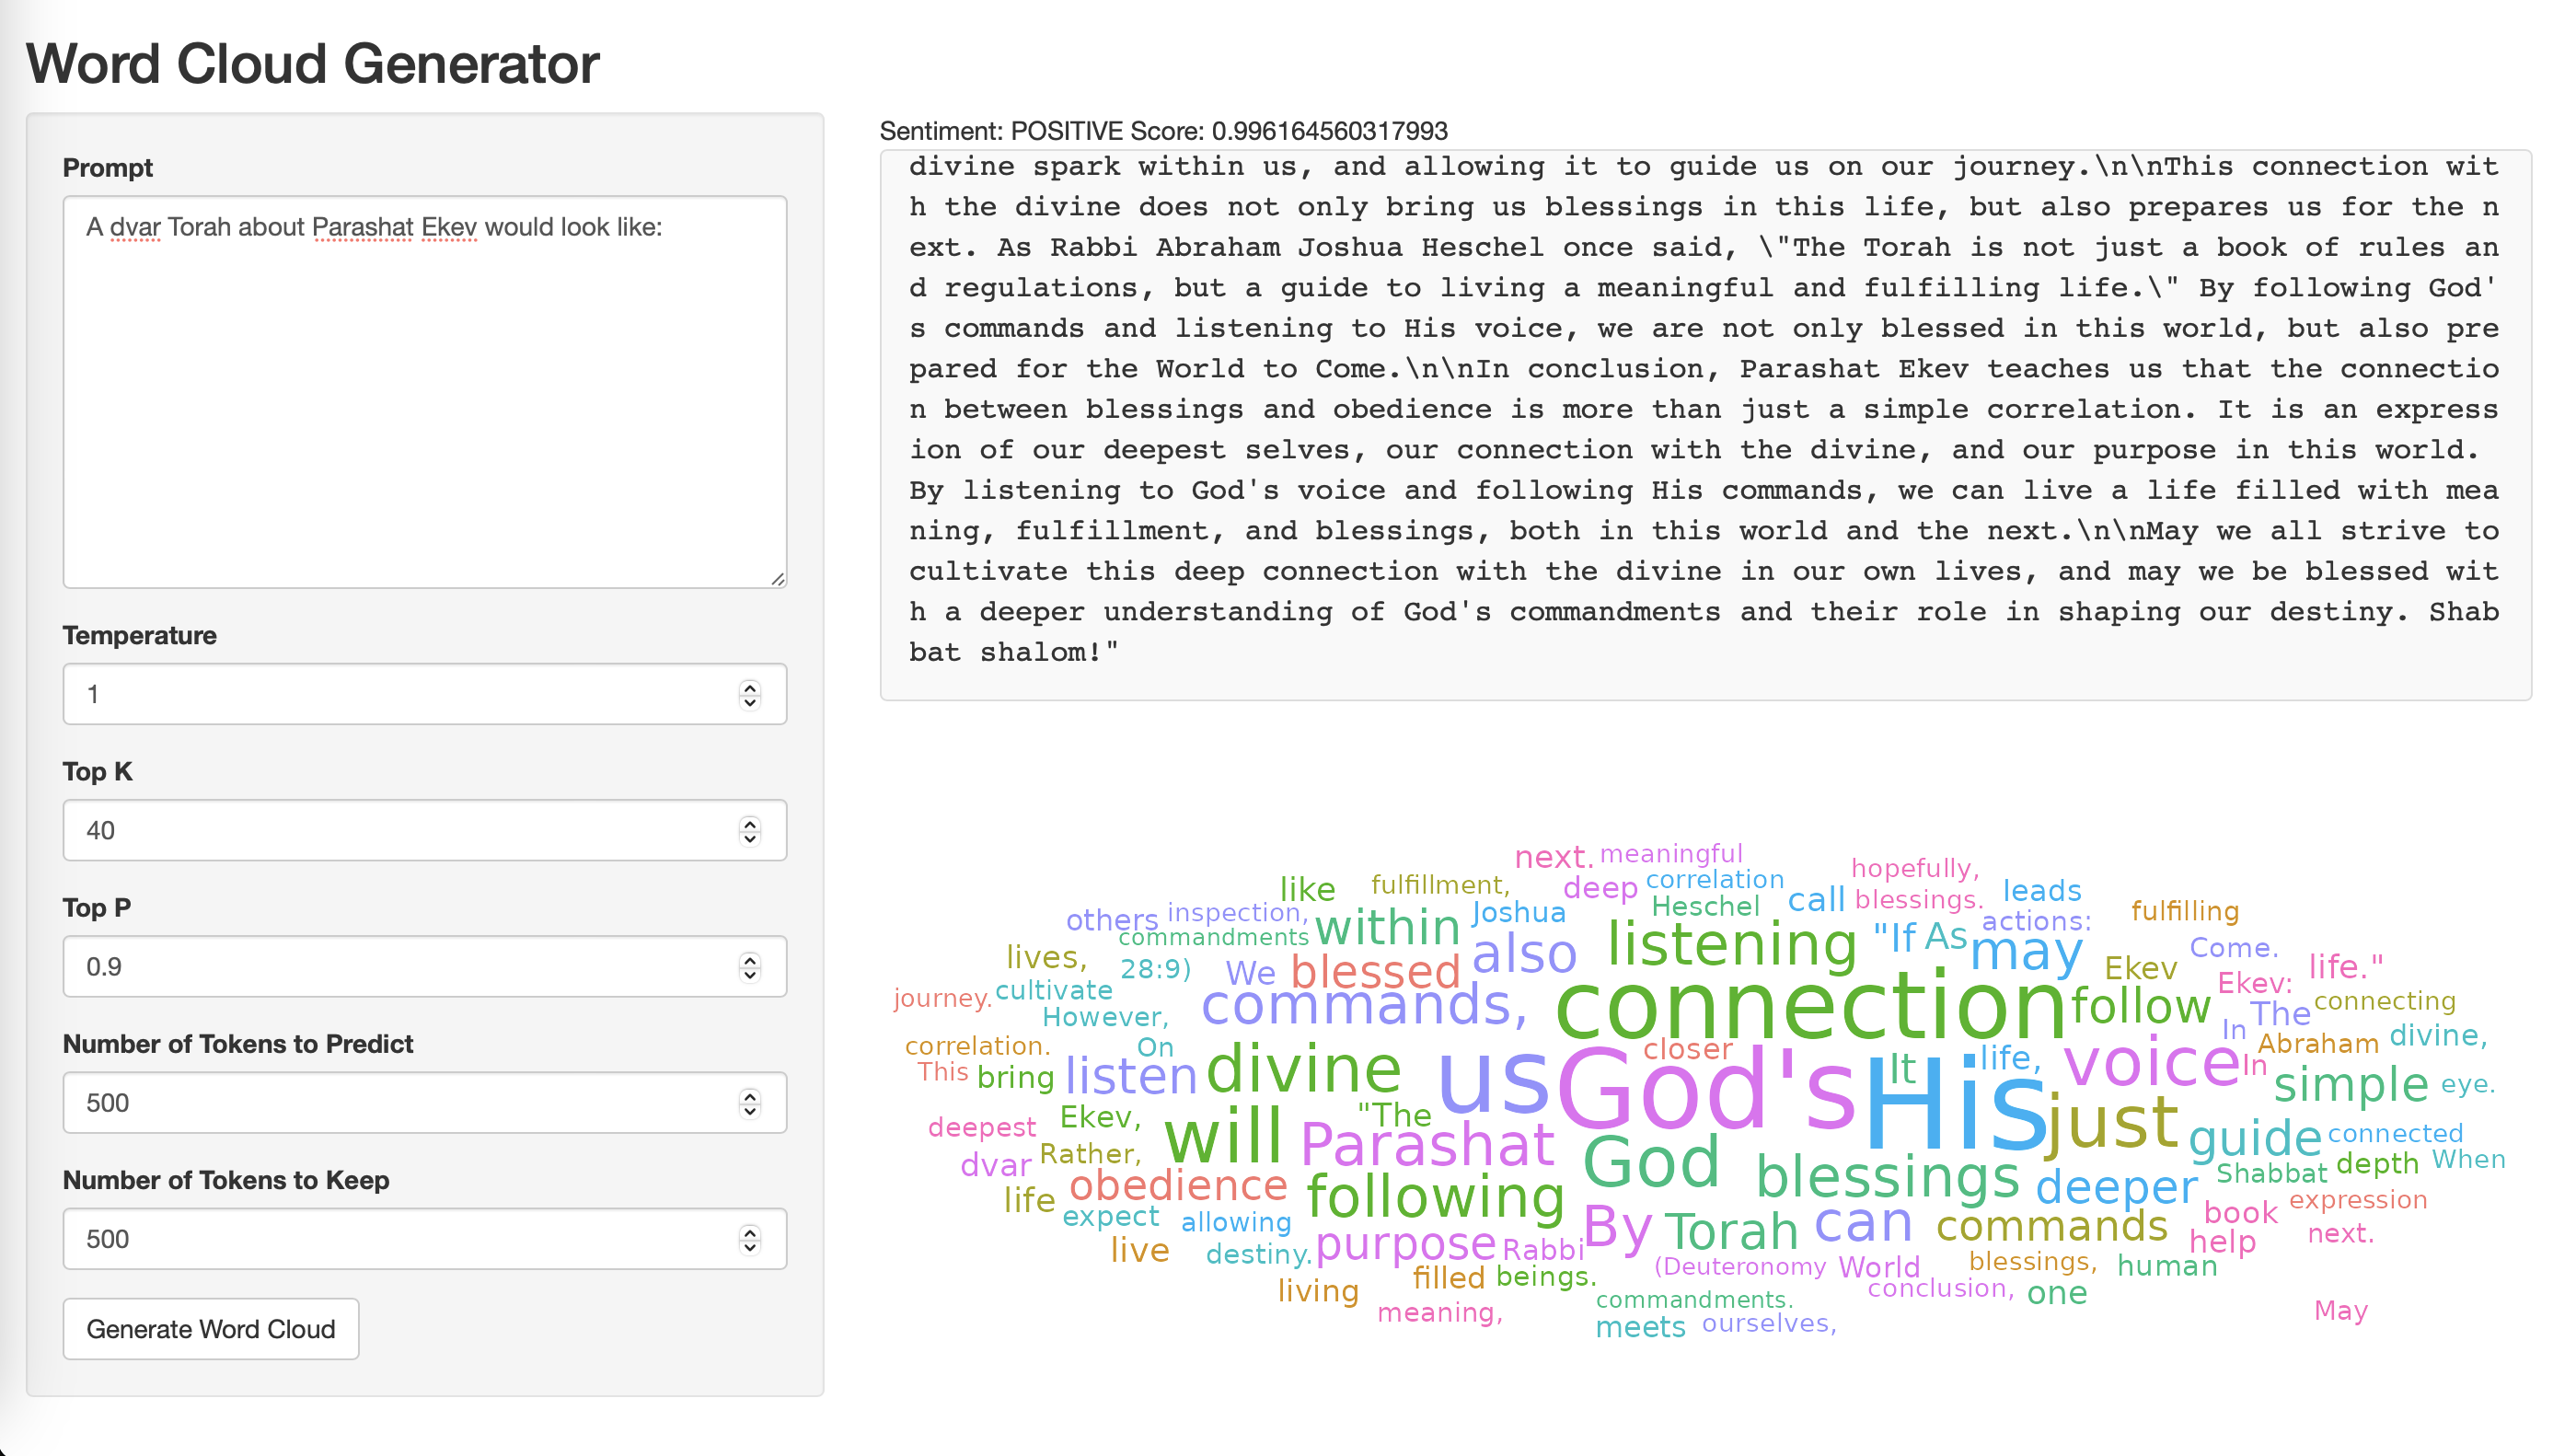 Word Cloud Generator
Prompt
A dvar Torah about Parashat Ekev would look like:
Temperature
1
Top K
40
Top P
0.9
Number of Tokens to Predict
500
Number of Tokens to Keep
500
Generate Word Cloud
Sentiment: POSITIVE Score: 0.996164560317993
divine spark within us, and allowing it to guide us on our journey.\n\nThis connection wit
h the divine does not only bring us blessings in this life, but also prepares us for the n
ext. As Rabbi Abraham Joshua Heschel once said, \"The Torah is not just a book of rules an
d regulations, but a guide to living a meaningful and fulfilling life.\" By following God'
s commands and listening to His voice, we are not only blessed in this world, but also pre
pared for the World to Come.\n\nIn conclusion, Parashat Ekev teaches us that the connectio
n between blessings and obedience is more than just a simple correlation. It is an express
ion of our deepest selves, our connection with the divine, and our purpose in this world.
By listening to God's voice and following His commands, we can live a life filled with mea
ning, fulfillment, and blessings, both in this world and the next.\n\nMay we all strive to
cultivate this deep connection with the divine in our own lives, and may we be blessed wit
h a deeper understanding of God's commandments and their role in shaping our destiny. Shab
bat shalom!"
next. meaningful
hopefully,
like fulfillment, deep correlation call blessings. leads
others inspection, within Joshua Heschel "If As actions: fulfilling
commandments also listening may Come.
lives, 28:9) We blessed Ekev Ekev: life."
journey. cultivate commands, connection follow The connecting
However, In Abraham divine,
correlation. On closer
This bring listen divine us God's His It life, voice In simple eye.
deepest Ekev, will "The Parashat God just guide connected
dvar Rather, Shabbat depth When
life obedience following blessings deeper book expression
expect allowing By Torah can commands help next.
live destiny. purpose Rabbi (Deuteronomy World blessings, human
living filled beings. conclusion, one
meaning, commandments. May
meets ourselves,